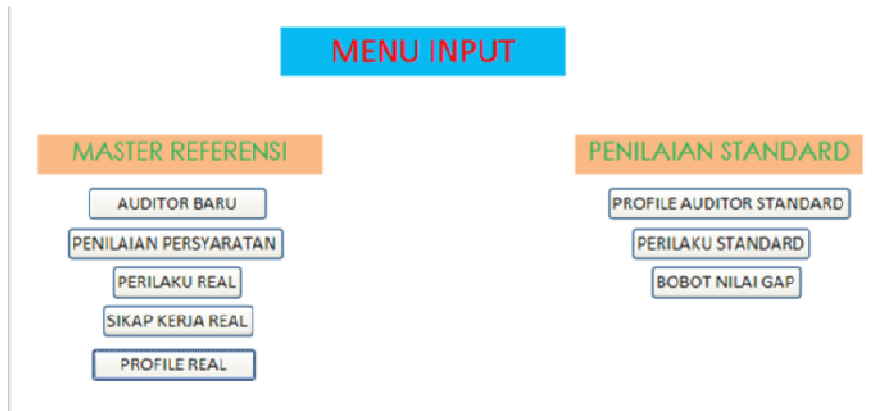 MENU INPUT
MASTER REFERENSI
AUDITOR BARU
PENILAIAN PERSYARATAN
PERILAKU REAL
SIKAP KERJA REAL
PROFILE REAL
PENILAIAN STANDARD
PROFILE AUDITOR STANDARD
PERILAKU STANDARD
BOBOT NILAI GAP